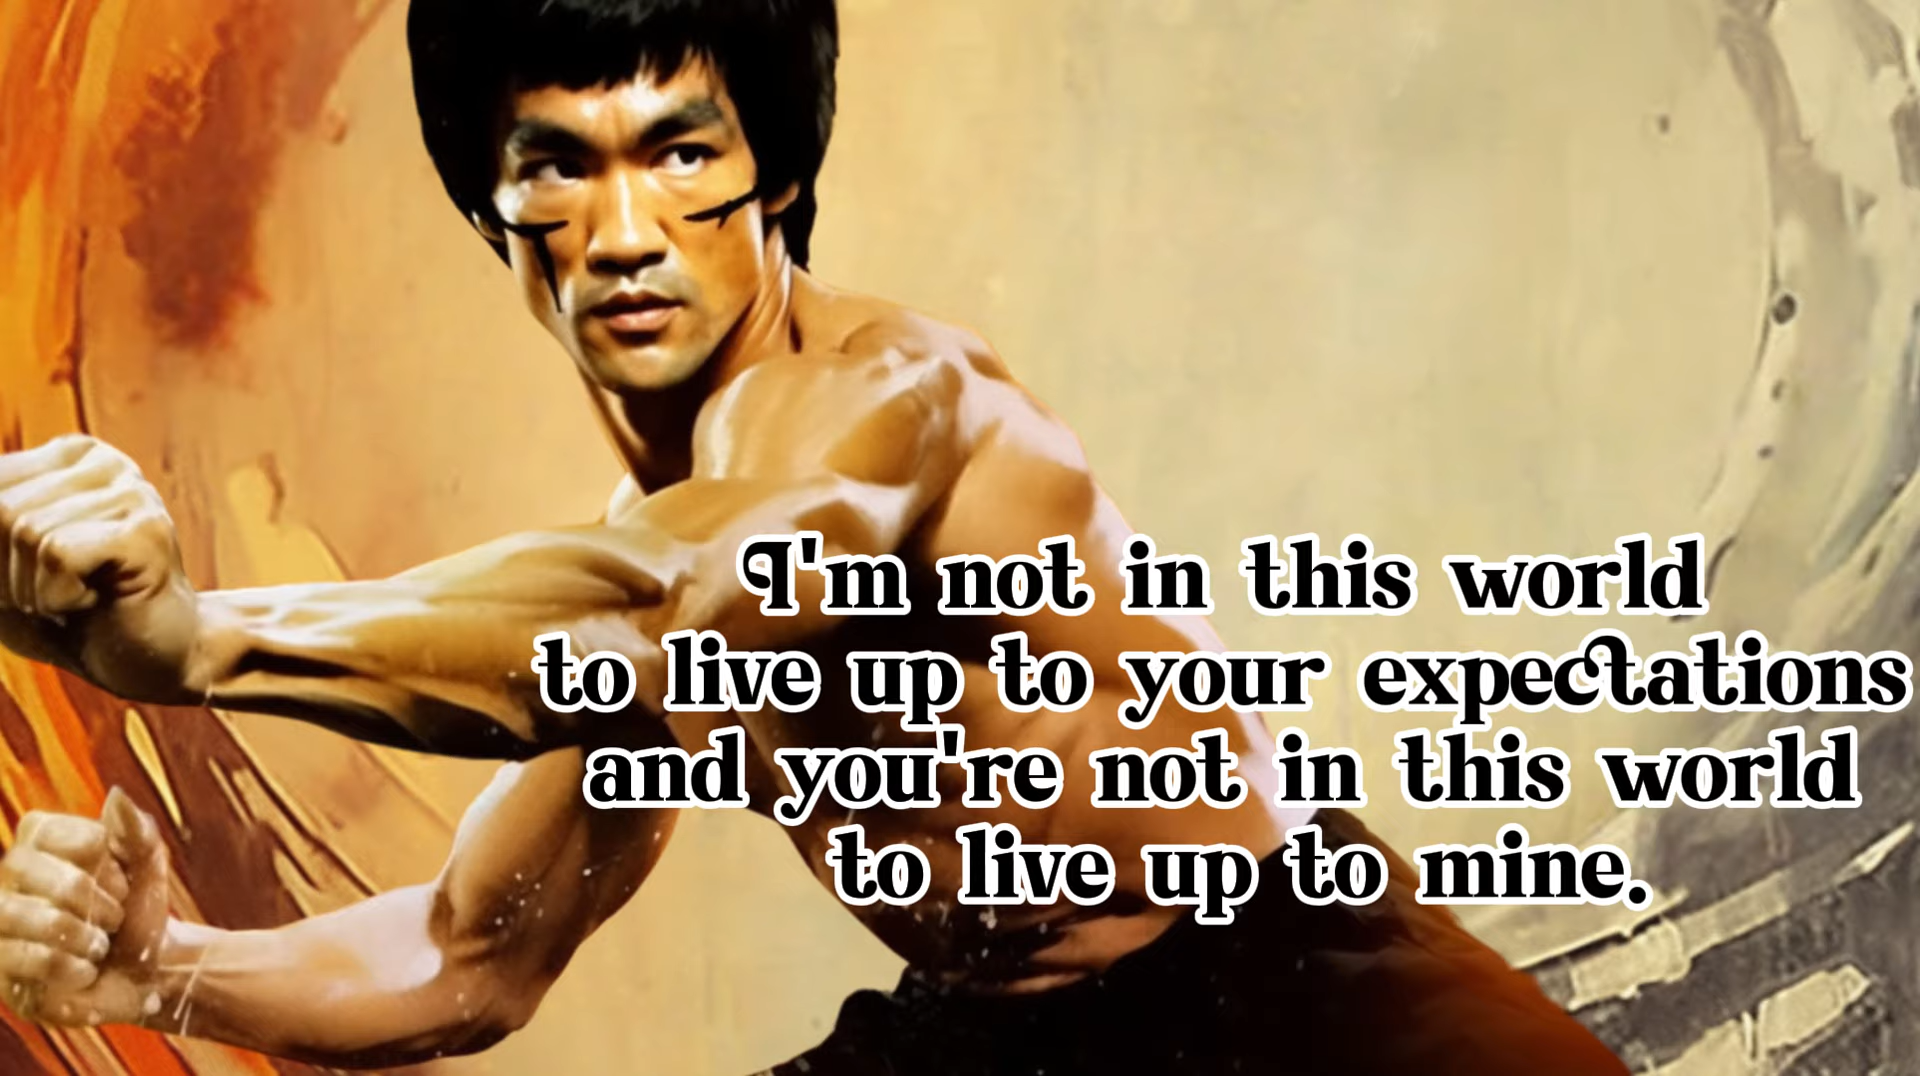 I'm not in this world
to live up to your expectations
and you're not in this world
to live up to mine.